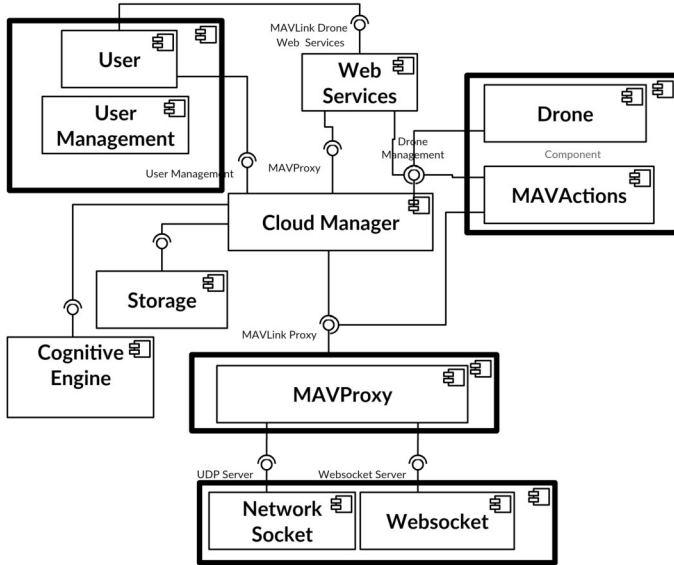 MAVLink Drone
Web Services
User
Web
Services
User
Management
Drone
Drone
Management
Component
User Management
MAVProxy
MAVActions
Cloud Manager
Storage
MAVLink Proxy
Cognitive
Engine
MAVProxy
UDP Server
Websocket Server
Network
Socket
Websocket